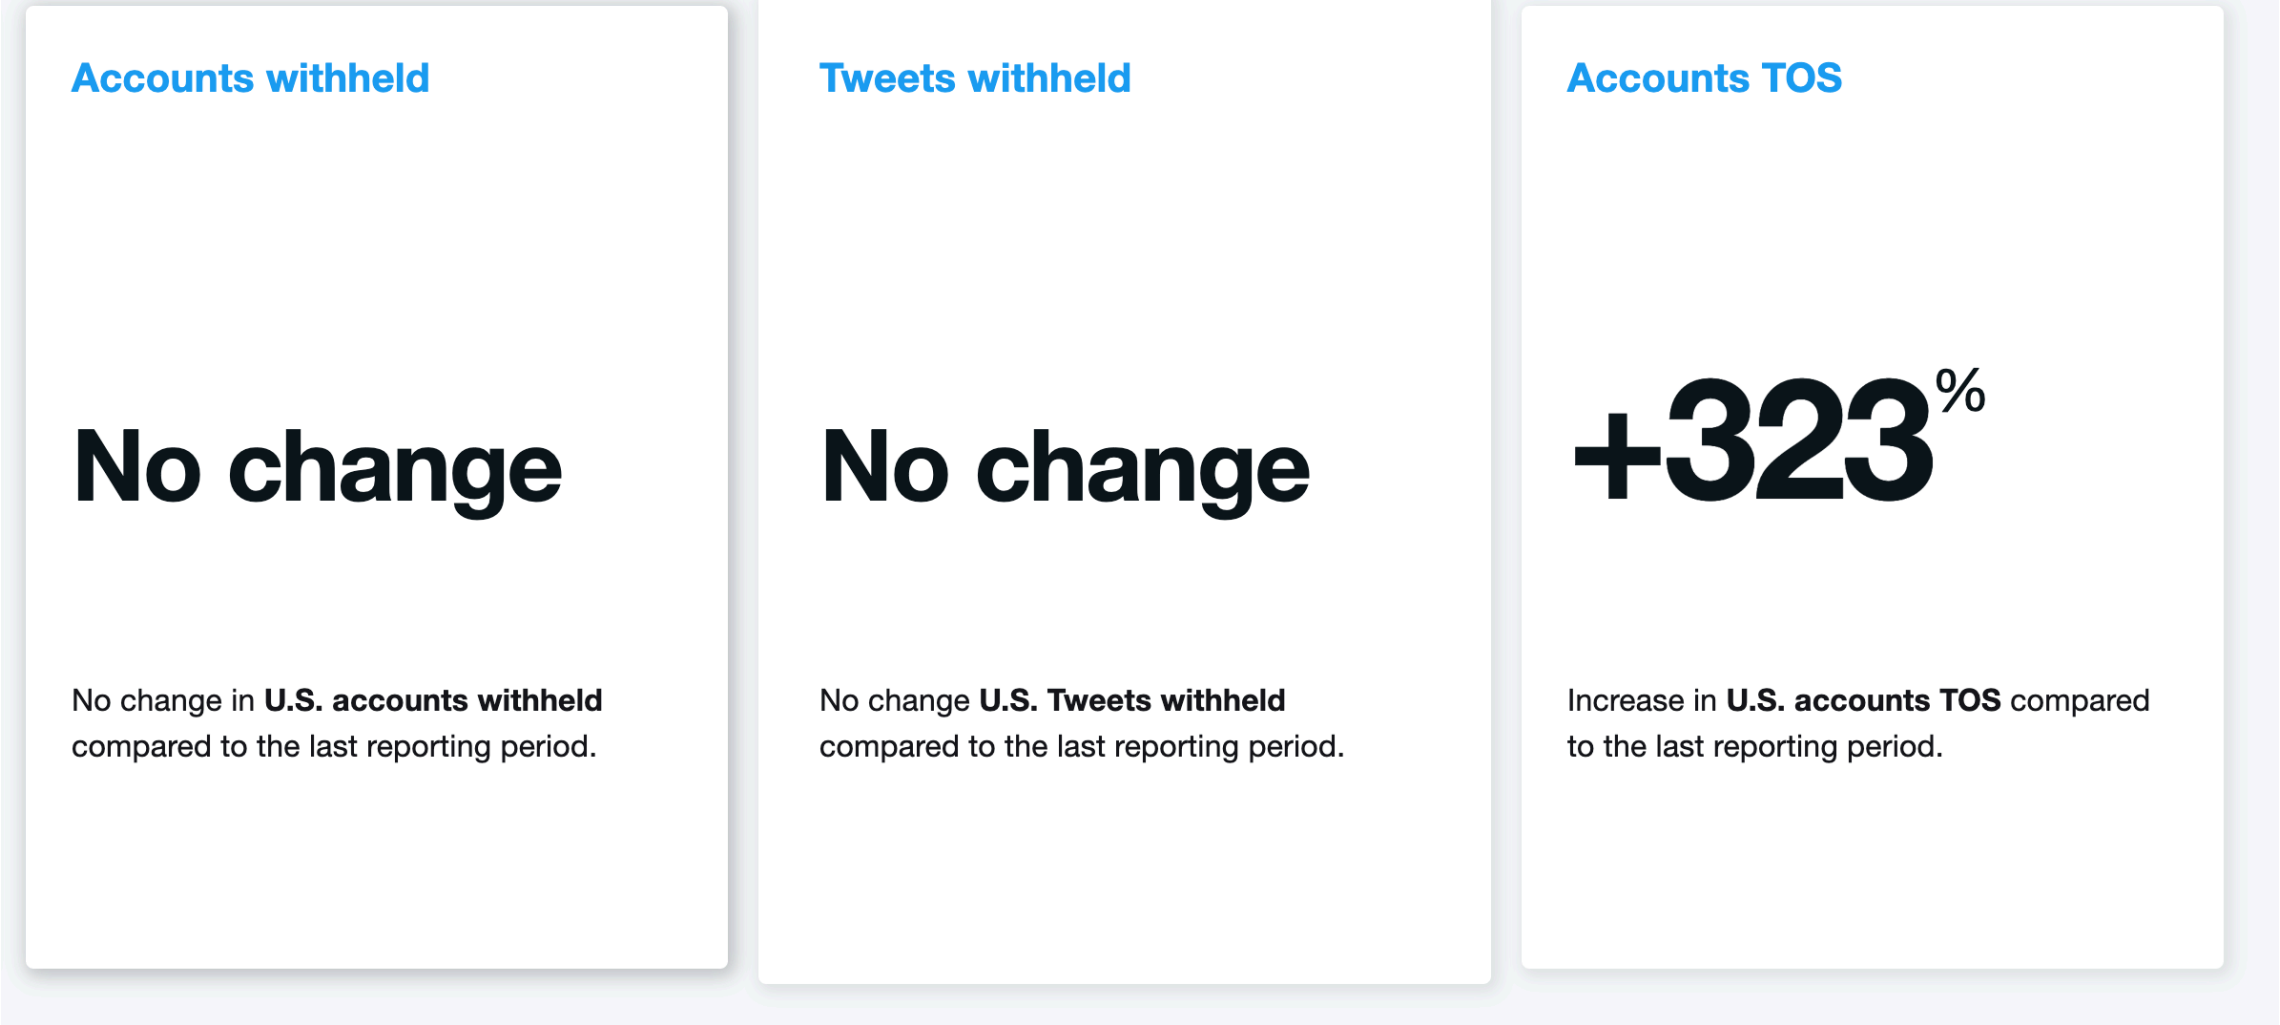 Accounts withheld
No change
No change in U.S. accounts withheld
compared to the last reporting period.
Tweets withheld
No change
No change U.S. Tweets withheld
compared to the last reporting period.
Accounts TOS
+323%
Increase in U.S. accounts TOS compared
to the last reporting period.